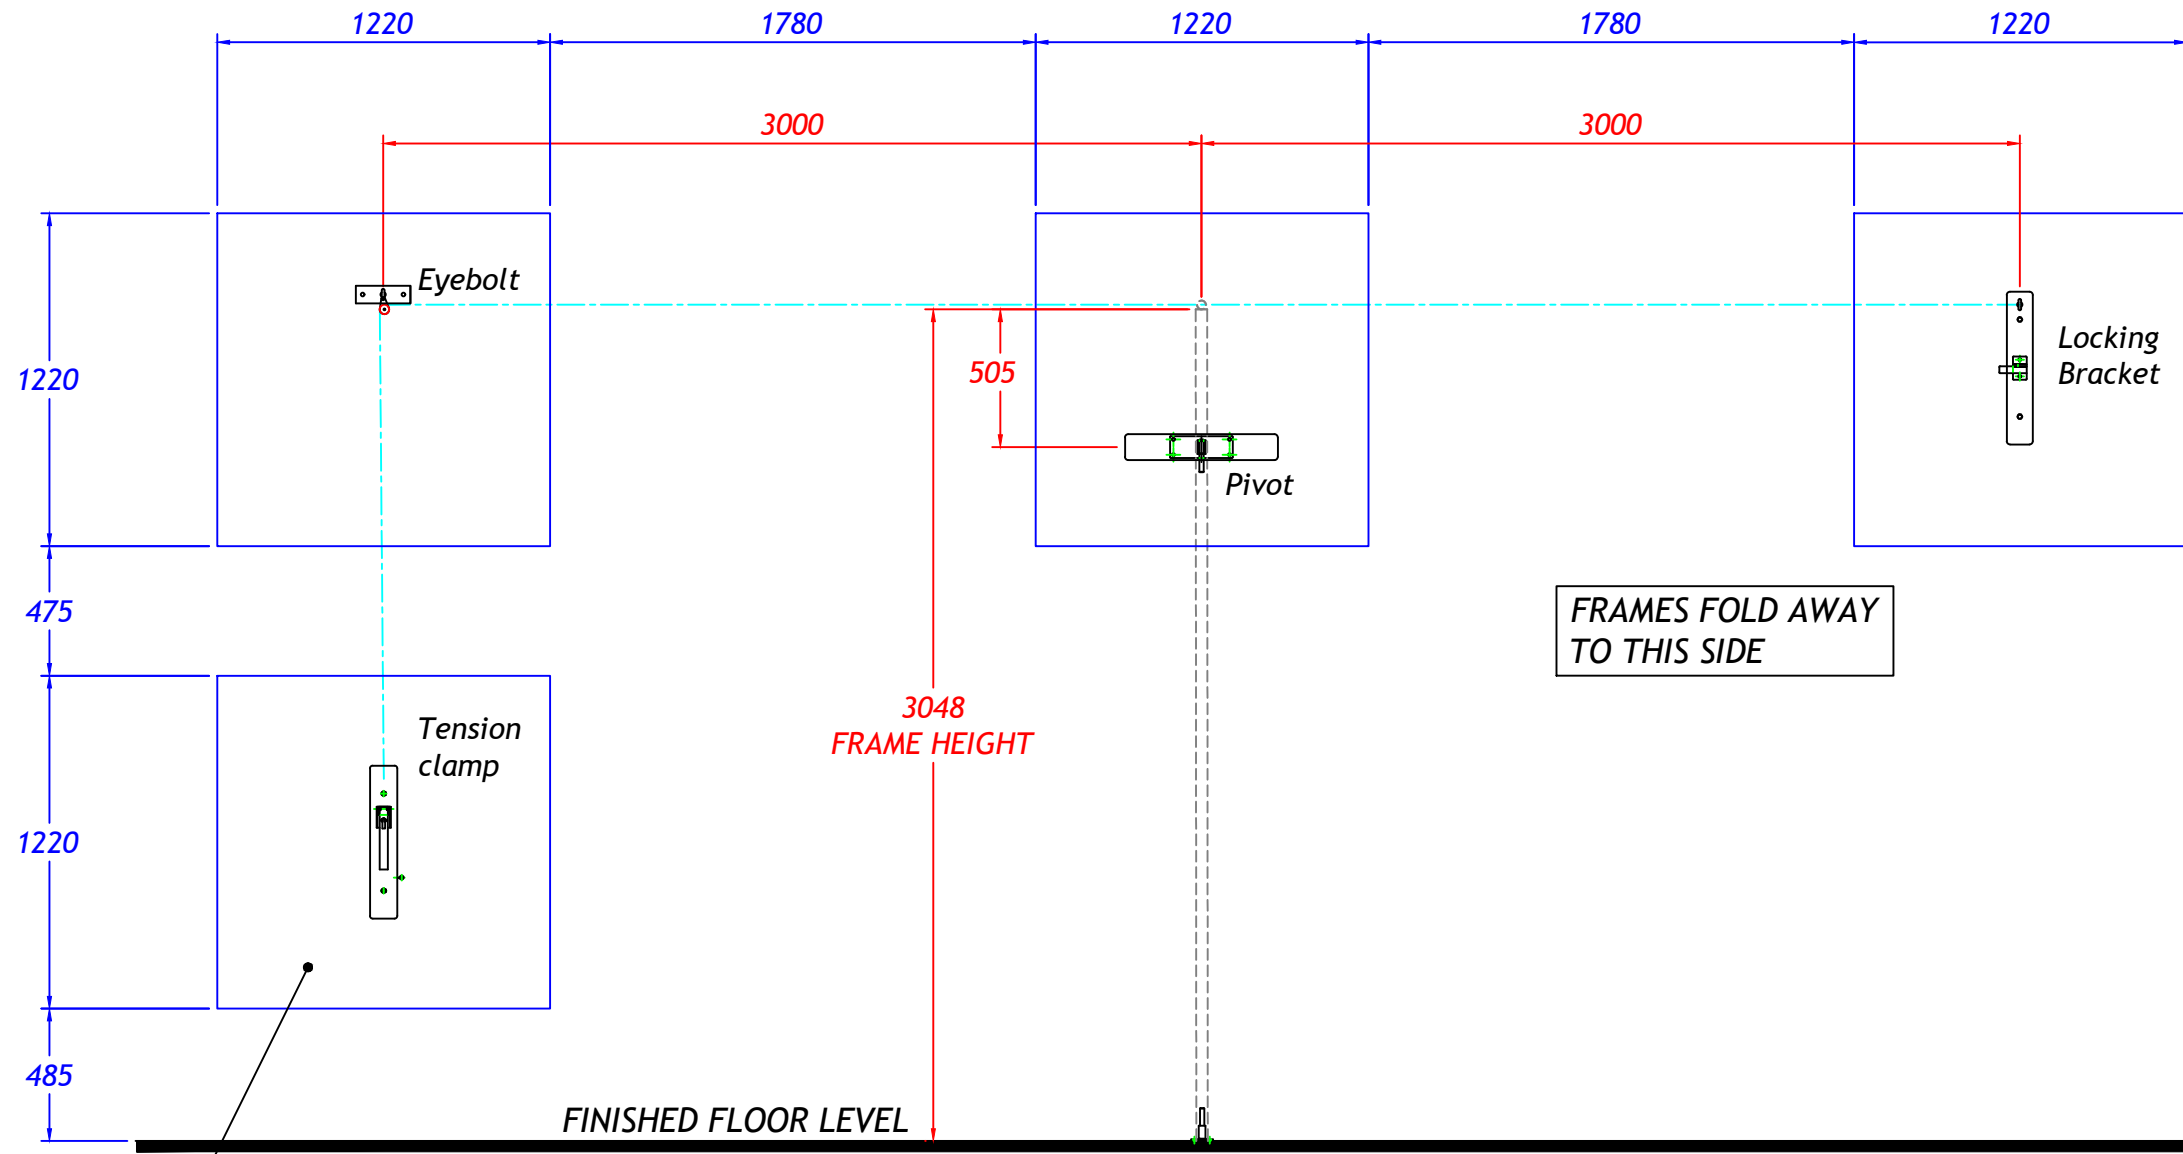 1220 1780 1220 1780 1220
3000 3000
Eyebolt
Locking
Bracket
1220
505
Pivot
475
FRAMES FOLD AWAY
TO THIS SIDE
3048
FRAME HEIGHT
Tension
clamp
1220
485
FINISHED FLOOR LEVEL